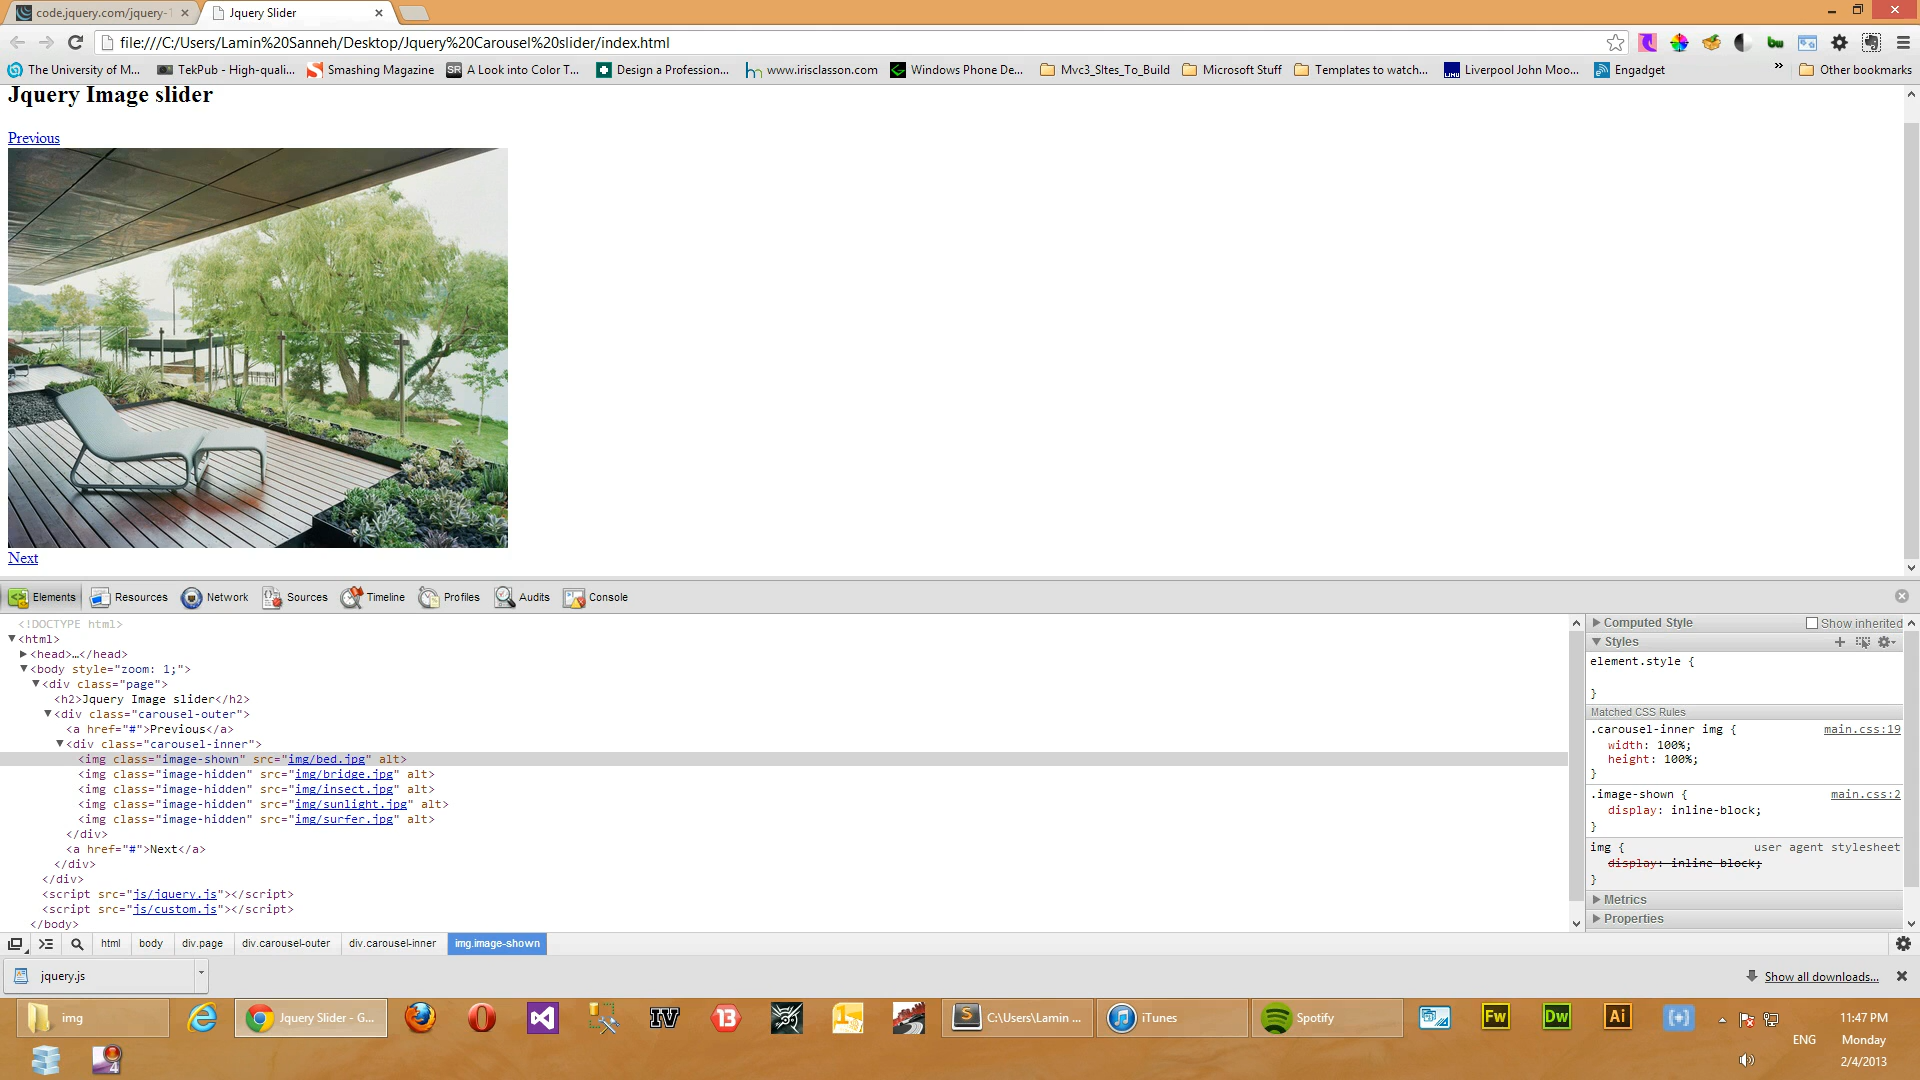 code.jquery.com/jquery-1
Jquery Slider
file:///C:/Users/Lamin%20Sanneh/Desktop/Jquery%20Carousel%20slider/index.html
The University of M...
TekPub - High-quali...
Smashing Magazine
SR A Look into Color T...
Design a Profession...
www.irisclasson.com
Windows Phone De...
Mvc3_SItes_To_Build
Microsoft Stuff
Templates to watch...
Liverpool John Moo...
Engadget
»
Other bookmarks
Jquery Image slider
Previous
Next
Elements
Resources
Network
Sources
Timeline
Profiles
Audits
Console
<!DOCTYPE html>
<html>
<head>…</head>
<body style="zoom: 1;">
<div class="page">
<h2>Jquery Image slider</h2>
<div class="carousel-outer">
<a href="#">Previous</a>
<div class="carousel-inner">
<img class="image-shown" src="img/bed.jpg" alt>
<img class="image-hidden" src="img/bridge.jpg" alt>
<img class="image-hidden" src="img/insect.jpg" alt>
<img class="image-hidden" src="img/sunlight.jpg" alt>
<img class="image-hidden" src="img/surfer.jpg" alt>
</div>
<a href="#">Next</a>
</div>
</div>
<script src="js/jquery.js"></script>
<script src="js/custom.js"></script>
</body>
Computed Style
Show inherited
Styles
element.style {
}
Matched CSS Rules
.carousel-inner img { main.css:19
width: 100%;
height: 100%;
}
.image-shown { main.css:2
display: inline-block;
}
img { user agent stylesheet
display: inline-block;
}
Metrics
Properties
html
body
div.page
div.carousel-outer
div.carousel-inner
img.image-shown
jquery.js
Show all downloads...
img
Jquery Slider - G...
IV
13
C:\Users\Lamin ...
iTunes
Spotify
Fw
Dw
Ai
ENG
11:47 PM
Monday
2/4/2013
4